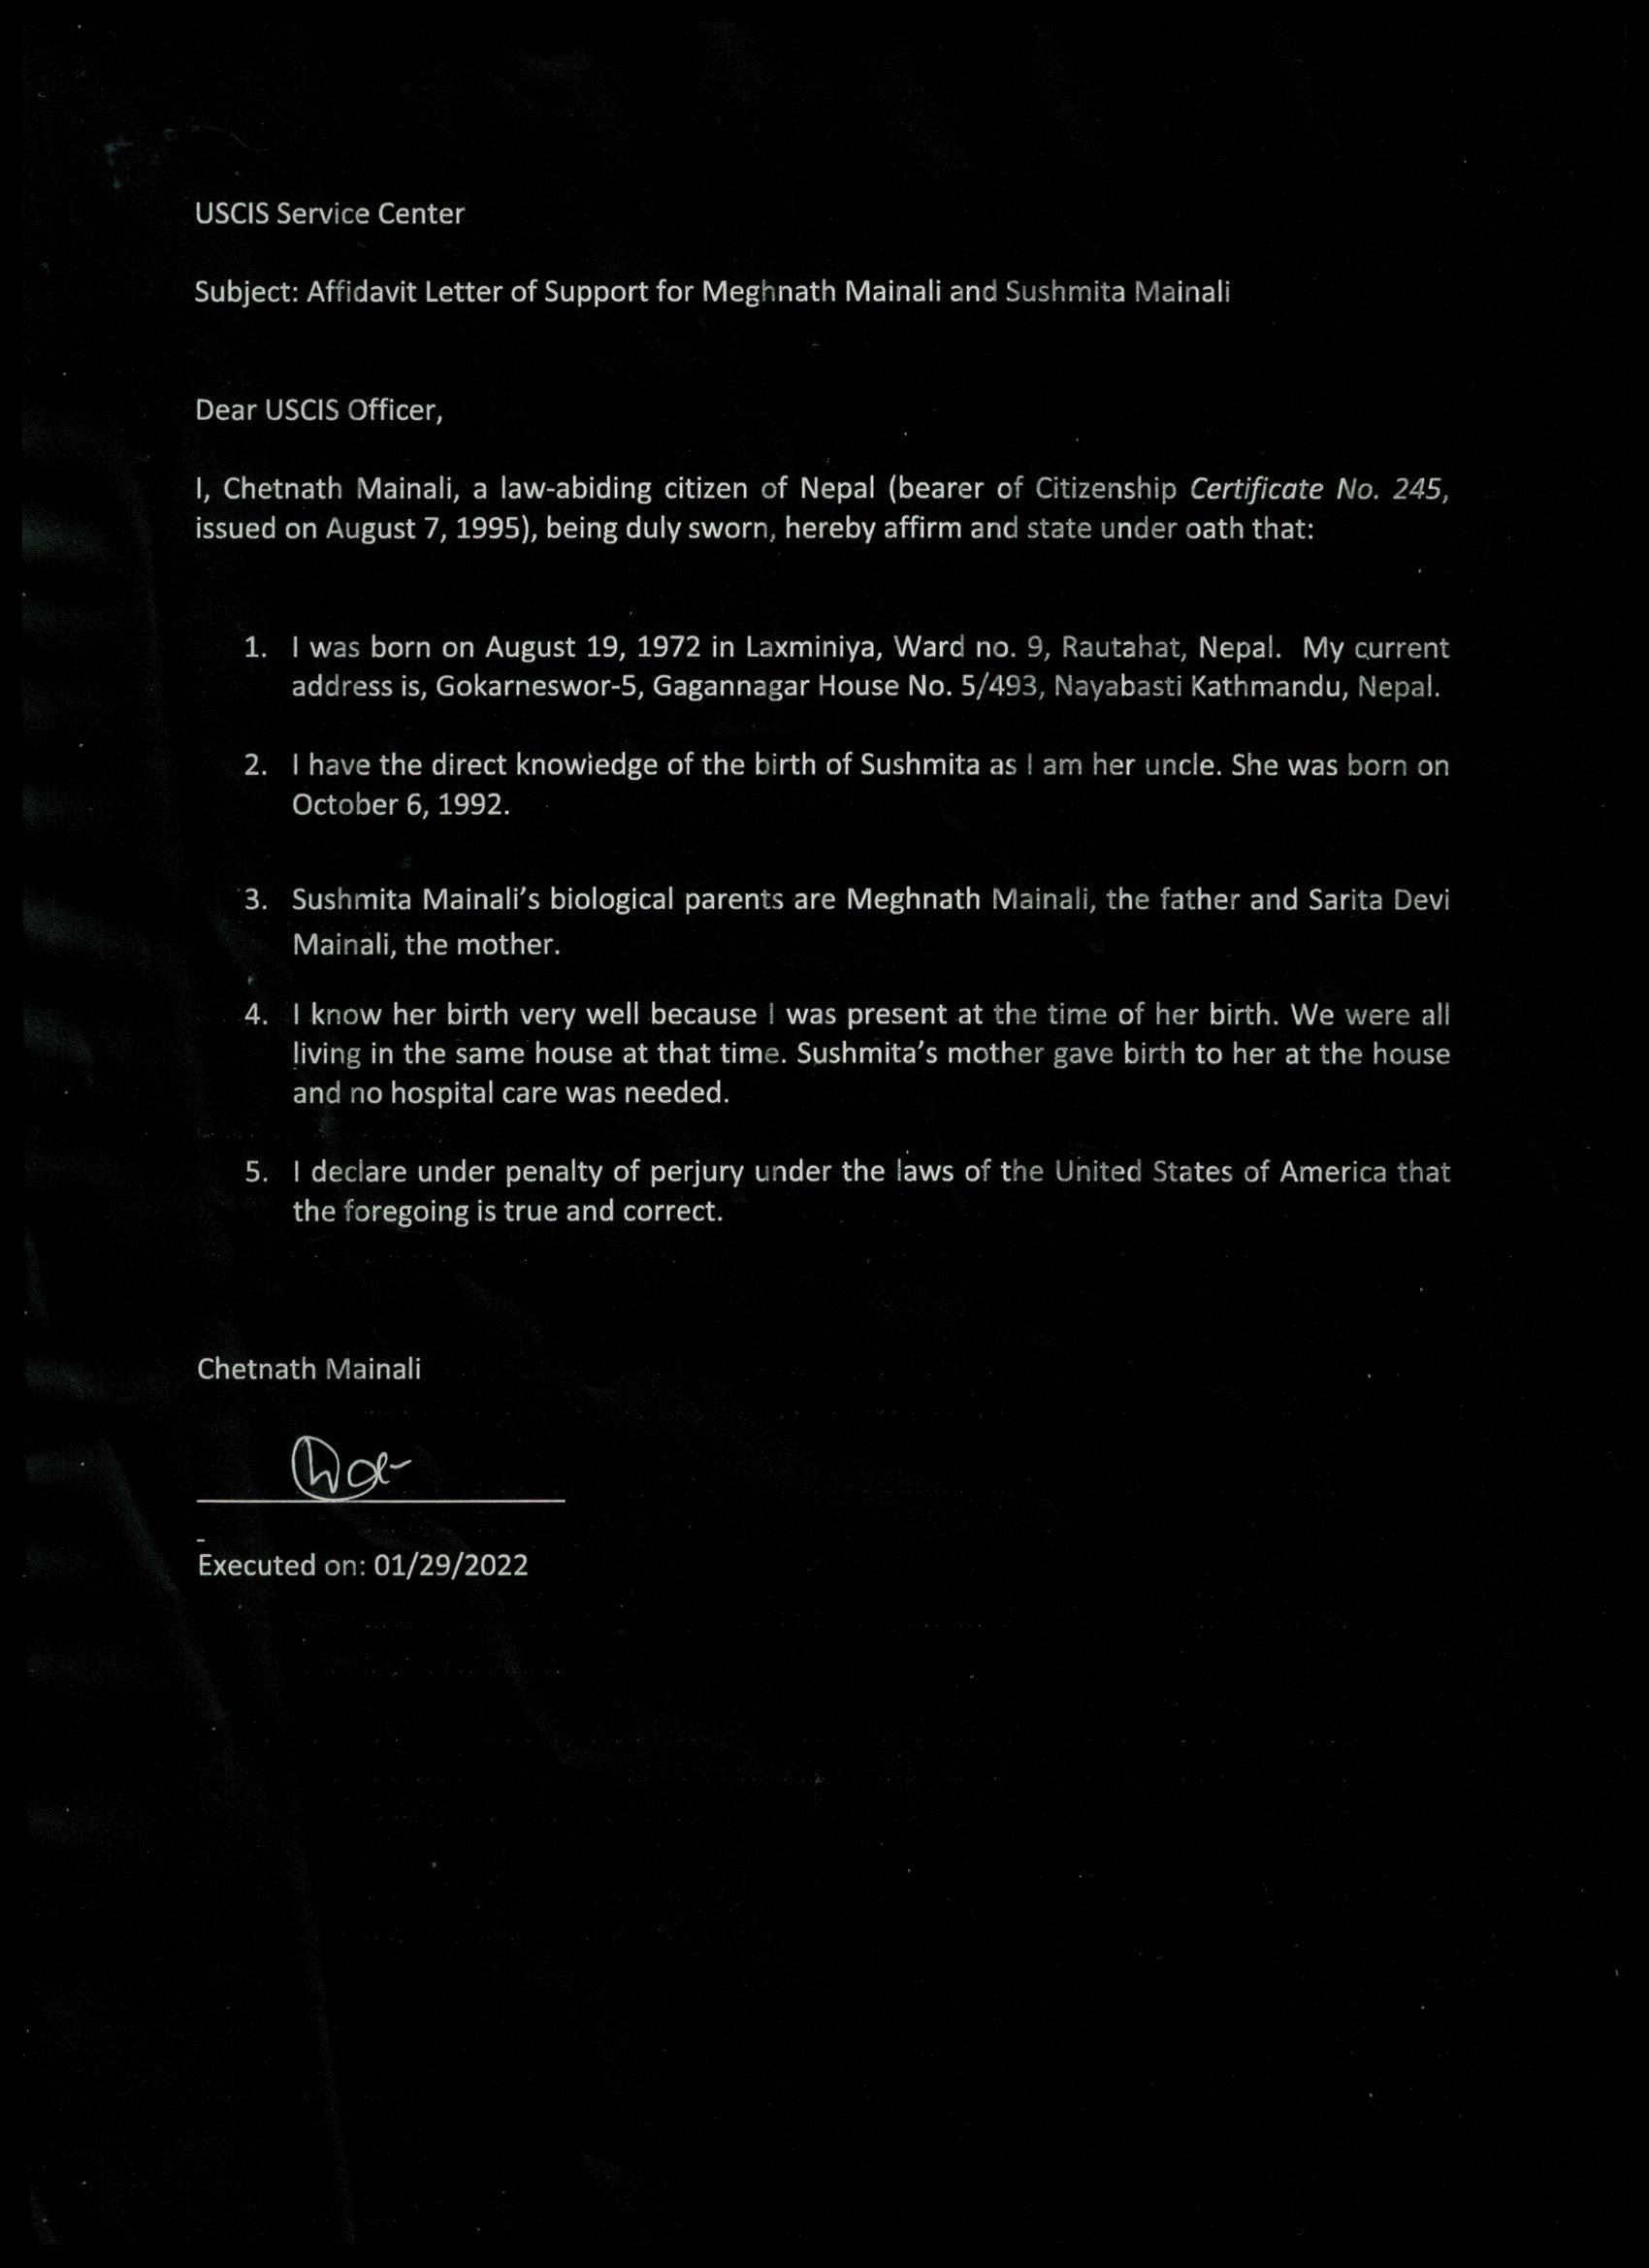 USCIS Service Center
Subject: Affidavit Letter of Support for Meghnath Mainali and Sushmita Mainali
Dear USCIS Officer,
I, Chetnath Mainali, a law-abiding citizen of Nepal (bearer of Citizenship Certificate No. 245,
issued on August 7, 1995), being duly sworn, hereby affirm and state under oath that:
1. I was born on August 19, 1972 in Laxminiya, Ward no. 9, Rautahat, Nepal. My current
address is, Gokarneswor-5, Gagannagar House No. 5/493, Nayabasti Kathmandu, Nepal.
2. I have the direct knowledge of the birth of Sushmita as I am her uncle. She was born on
October 6, 1992.
3. Sushmita Mainali's biological parents are Meghnath Mainali, the father and Sarita Devi
Mainali, the mother.
4. I know her birth very well because I was present at the time of her birth. We were all
living in the same house at that time. Sushmita's mother gave birth to her at the house
and no hospital care was needed.
5. I declare under penalty of perjury under the laws of the United States of America that
the foregoing is true and correct.
Chetnath Mainali
Executed on: 01/29/2022